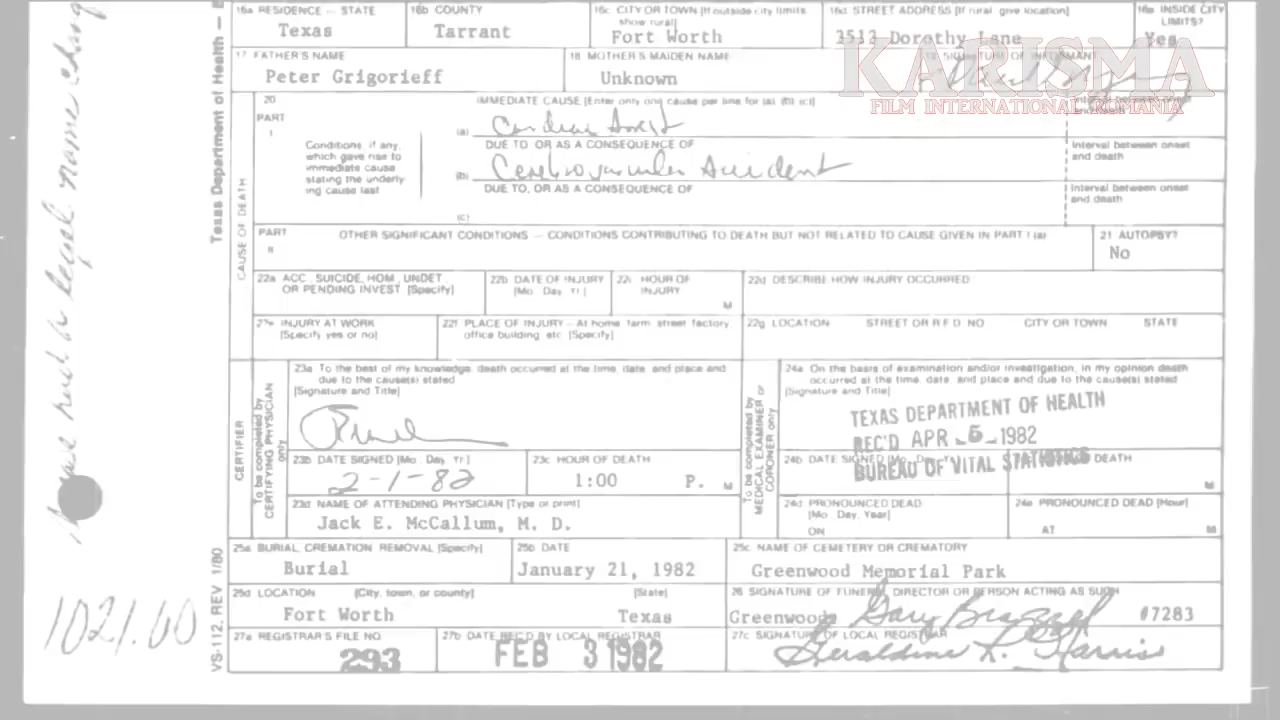 16a RESIDENCE — STATE
Texas
16b COUNTY
Tarrant
16c CITY OR TOWN [If outside city limits show rural]
Fort Worth
16d STREET ADDRESS [If rural give location]
3513 Dorothy Lane
16e INSIDE CITY LIMITS?
Yes
17 FATHER'S NAME
Peter Grigorieff
18 MOTHER'S MAIDEN NAME
Unknown
19 SIGNATURE OF INFORMANT
KARISMA
FILM INTERNATIONAL ROMANIA
Texas Department of Health —
CAUSE OF DEATH
20
PART
I
IMMEDIATE CAUSE [Enter only one cause per line for (a) (b) (c)]
Interval between onset and death
(a) Cardiac Arrest
Conditions if any, which gave rise to immediate cause stating the underly ing cause last
DUE TO OR AS A CONSEQUENCE OF
Interval between onset and death
(b) Cerebrovascular Accident
DUE TO, OR AS A CONSEQUENCE OF
Interval between onset and death
(c)
PART
II
OTHER SIGNIFICANT CONDITIONS — CONDITIONS CONTRIBUTING TO DEATH BUT NOT RELATED TO CAUSE GIVEN IN PART I (a)
21 AUTOPSY?
No
22a ACC, SUICIDE, HOM, UNDET OR PENDING INVEST [Specify]
22b DATE OF INJURY [Mo. Day Yr.]
22c HOUR OF INJURY
M
22d DESCRIBE HOW INJURY OCCURRED
22e INJURY AT WORK [Specify yes or no]
22f PLACE OF INJURY — At home farm street factory office building, etc [Specify]
22g LOCATION STREET OR R F D NO CITY OR TOWN STATE
CERTIFIER
To be completed by CERTIFYING PHYSICIAN only
23a To the best of my knowledge, death occurred at the time, date, and place and due to the cause(s) stated
[Signature and Title]
23b DATE SIGNED [Mo. Day Yr.]
2-1-82
23c HOUR OF DEATH
1:00 P. M
23d NAME OF ATTENDING PHYSICIAN [Type or print]
Jack E. McCallum, M. D.
To be completed by MEDICAL EXAMINER or CORONER only
24a On the basis of examination and/or investigation, in my opinion death occurred at the time, date, and place and due to the cause(s) stated
[Signature and Title]
TEXAS DEPARTMENT OF HEALTH
REC'D APR 5 1982
BUREAU OF VITAL STATISTICS
24b DATE SIGNED [Mo. Day
DEATH
M
24d PRONOUNCED DEAD [Mo. Day, Year]
ON
24e PRONOUNCED DEAD [Hour]
AT M
VS-112, REV 1/80
25a BURIAL, CREMATION REMOVAL [Specify]
Burial
25b DATE
January 21, 1982
25c NAME OF CEMETERY OR CREMATORY
Greenwood Memorial Park
25d LOCATION [City, town, or county] [State]
Fort Worth Texas
26 SIGNATURE OF FUNERAL DIRECTOR OR PERSON ACTING AS SUCH
Greenwood #7283
27a REGISTRAR'S FILE NO
293
27b DATE REC'D BY LOCAL REGISTRAR
FEB 3 1982
27c SIGNATURE OF LOCAL REGISTRAR
Geraldine R. Harris
1021.00
legal name